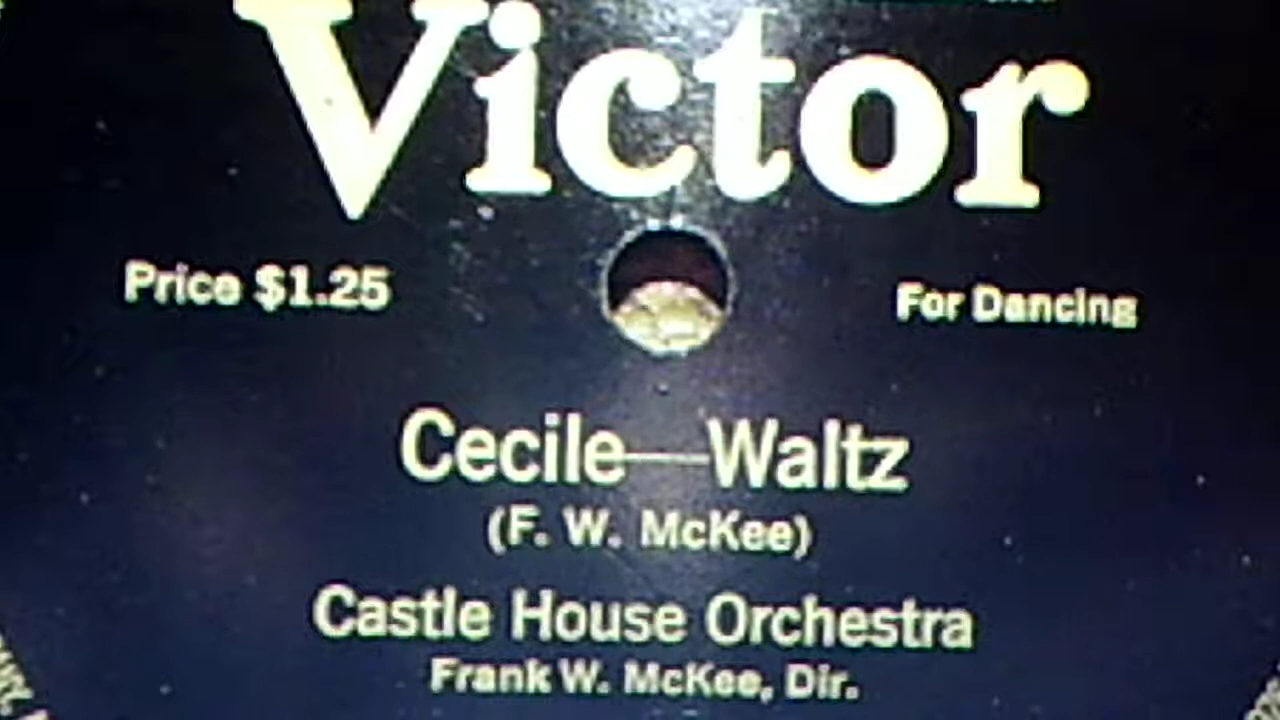 Victor
Price $1.25
For Dancing
Cecile—Waltz
(F. W. McKee)
Castle House Orchestra
Frank W. McKee, Dir.